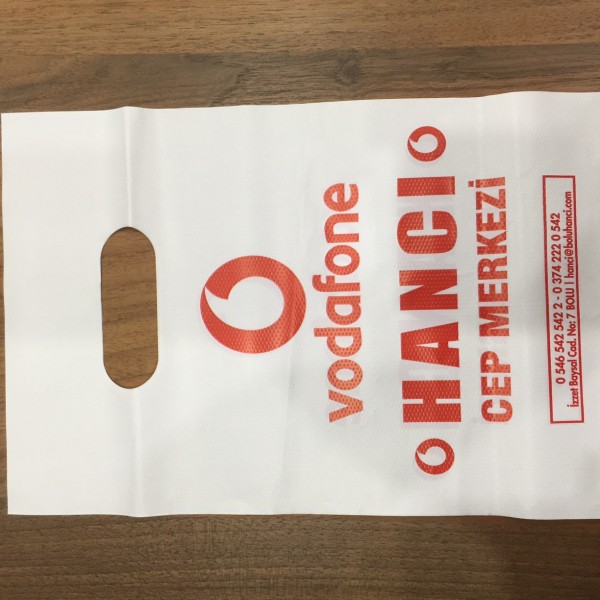 vodafone
HANCI
CEP MERKEZİ
0 546 542 542 2 - 0 374 222 0 542
İzzet Baysal Cad. No: 7 BOLU | hanci@boluhanci.com